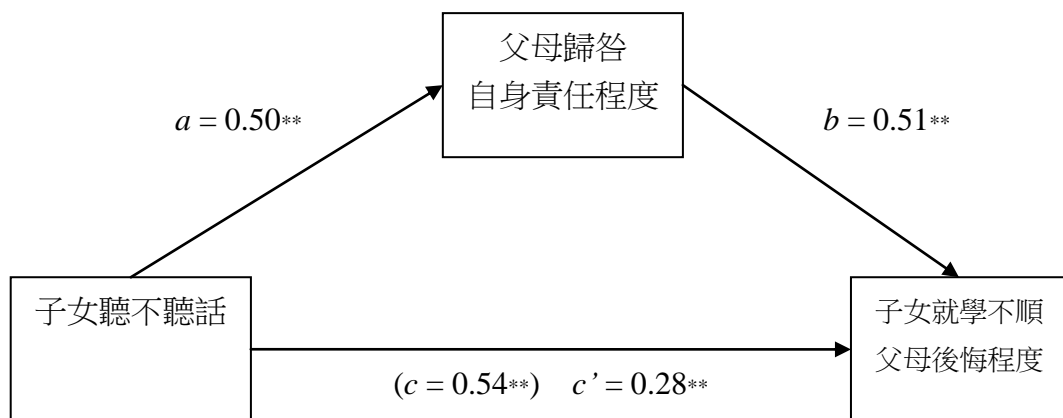 父母歸咎
自身責任程度
a = 0.50**
b = 0.51**
子女聽不聽話
子女就學不順
父母後悔程度
(c = 0.54**) c’ = 0.28**